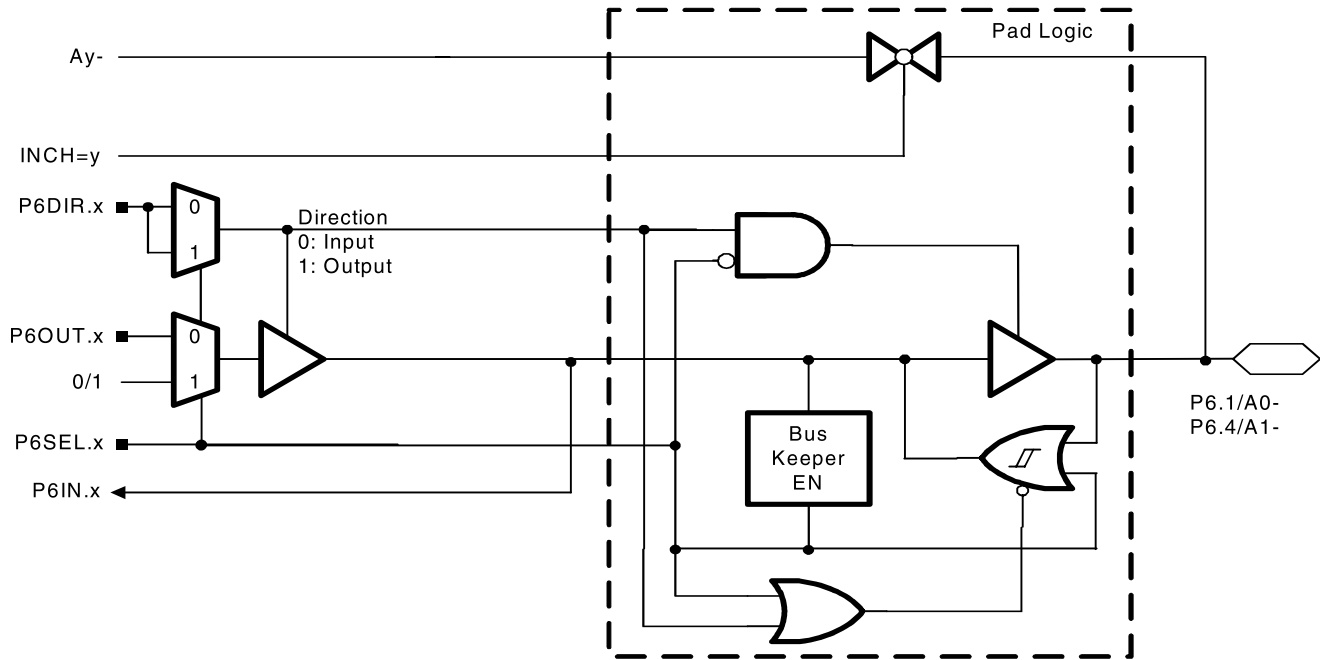 Pad Logic
Ay-
INCH=y
P6DIR.x
0
1
Direction
0: Input
1: Output
P6OUT.x
0
0/1
1
P6SEL.x
P6IN.x
Bus
Keeper
EN
P6.1/A0-
P6.4/A1-